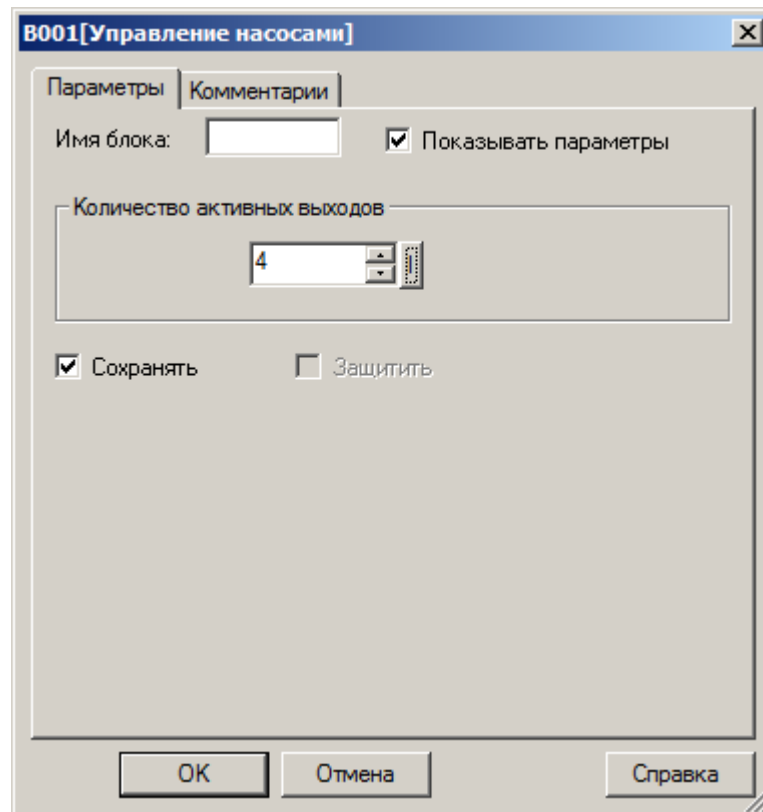 B001[Управление насосами]
Параметры Комментарии
Имя блока: Показывать параметры
Количество активных выходов
4
Сохранять Защитить
OK Отмена Справка